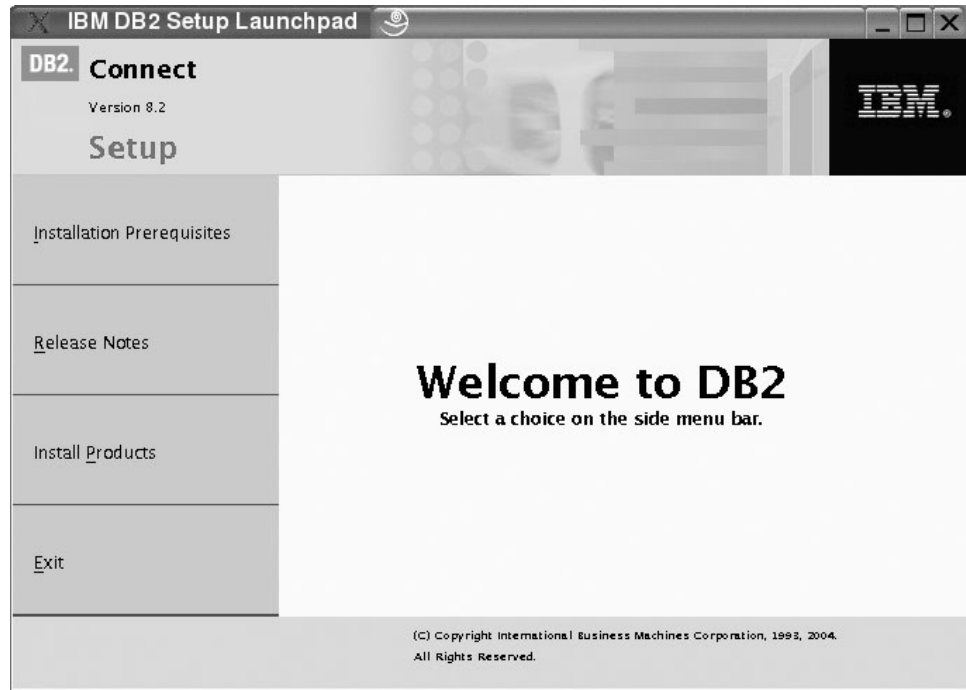 IBM DB2 Setup Launchpad
DB2.
Connect
IBM.
Version 8.2
Setup
Installation Prerequisites
Release Notes
Welcome to DB2
Select a choice on the side menu bar.
Install Products
Exit
(C) Copyright International Business Machines Corporation, 1993, 2004.
All Rights Reserved.